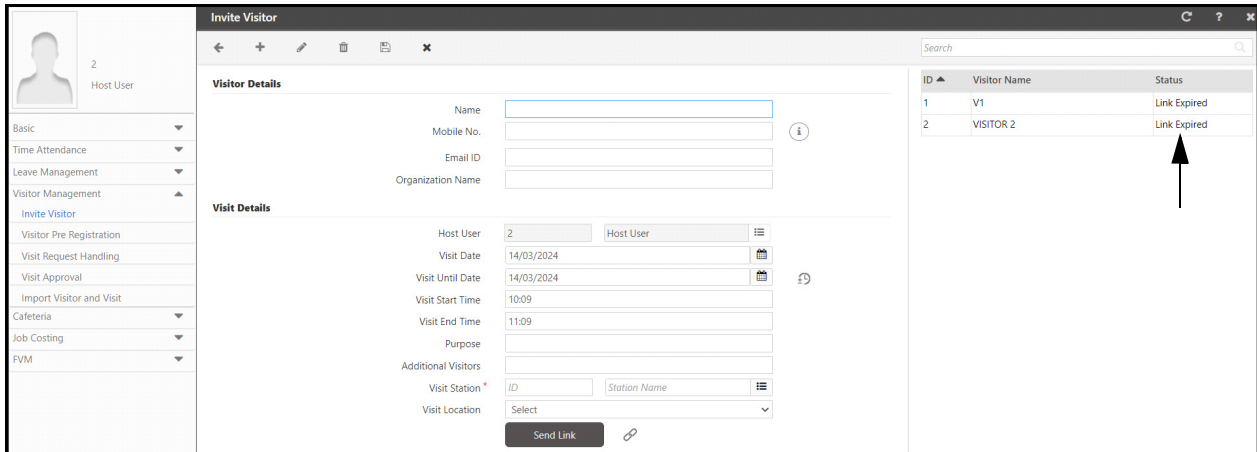 Invite Visitor
?
2
Host User
Basic
Time Attendance
Leave Management
Visitor Management
Invite Visitor
Visitor Pre Registration
Visit Request Handling
Visit Approval
Import Visitor and Visit
Cafeteria
Job Costing
FVM
Visitor Details
Name
Mobile No.
i
Email ID
Organization Name
Visit Details
Host User 2 Host User
Visit Date 14/03/2024
Visit Until Date 14/03/2024
Visit Start Time 10:09
Visit End Time 11:09
Purpose
Additional Visitors
Visit Station * ID Station Name
Visit Location Select
Send Link
Search
ID Visitor Name Status
1 V1 Link Expired
2 VISITOR 2 Link Expired